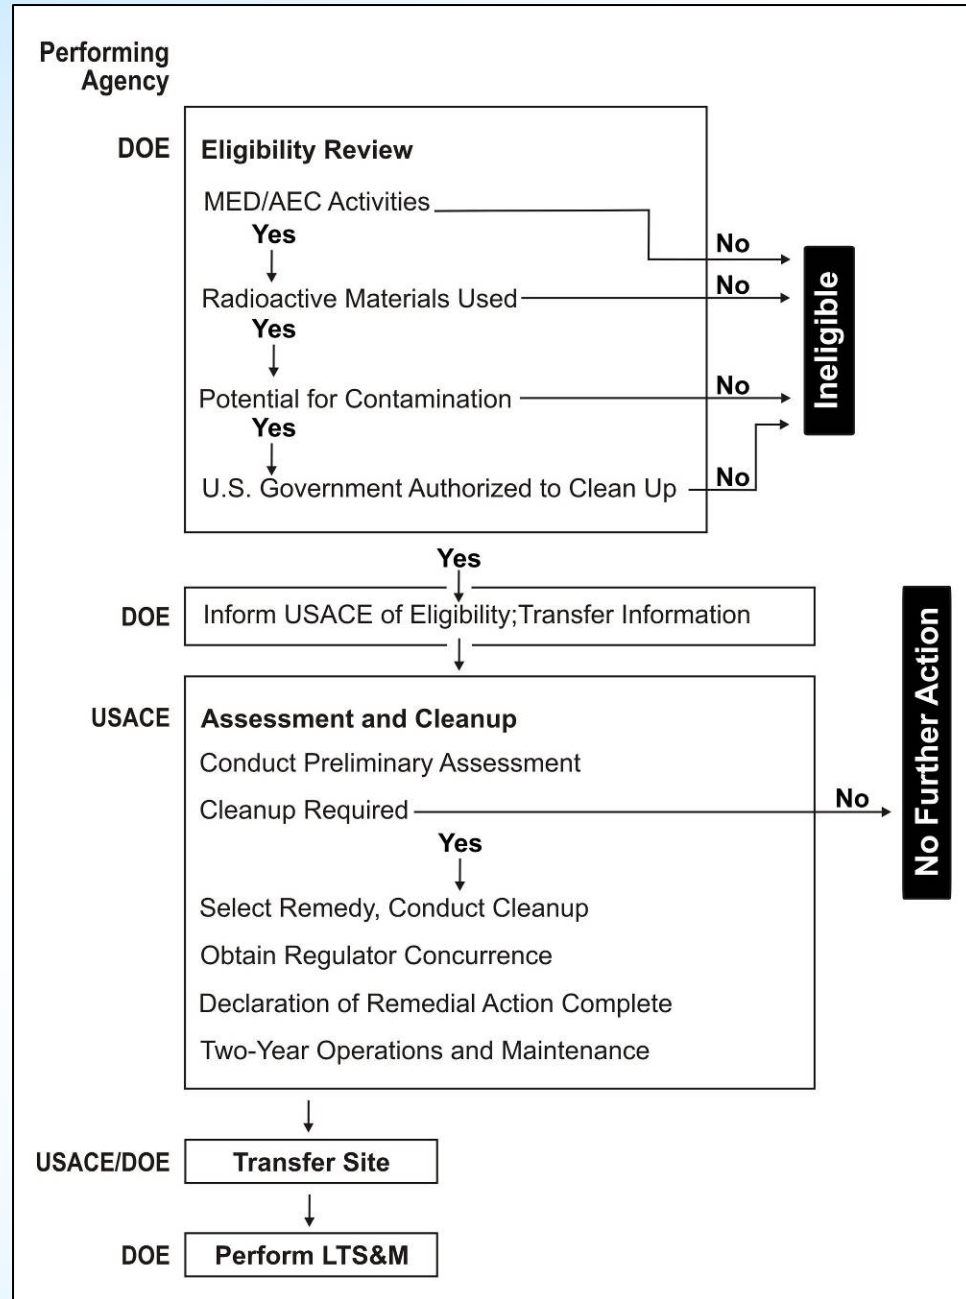 Performing
Agency
DOE
Eligibility Review
MED/AEC Activities
Yes
No
Radioactive Materials Used
No
Yes
Potential for Contamination
No
Yes
U.S. Government Authorized to Clean Up
No
Ineligible
Yes
DOE
Inform USACE of Eligibility;Transfer Information
USACE
Assessment and Cleanup
Conduct Preliminary Assessment
Cleanup Required
No
No Further Action
Yes
Select Remedy, Conduct Cleanup
Obtain Regulator Concurrence
Declaration of Remedial Action Complete
Two-Year Operations and Maintenance
USACE/DOE
Transfer Site
DOE
Perform LTS&M